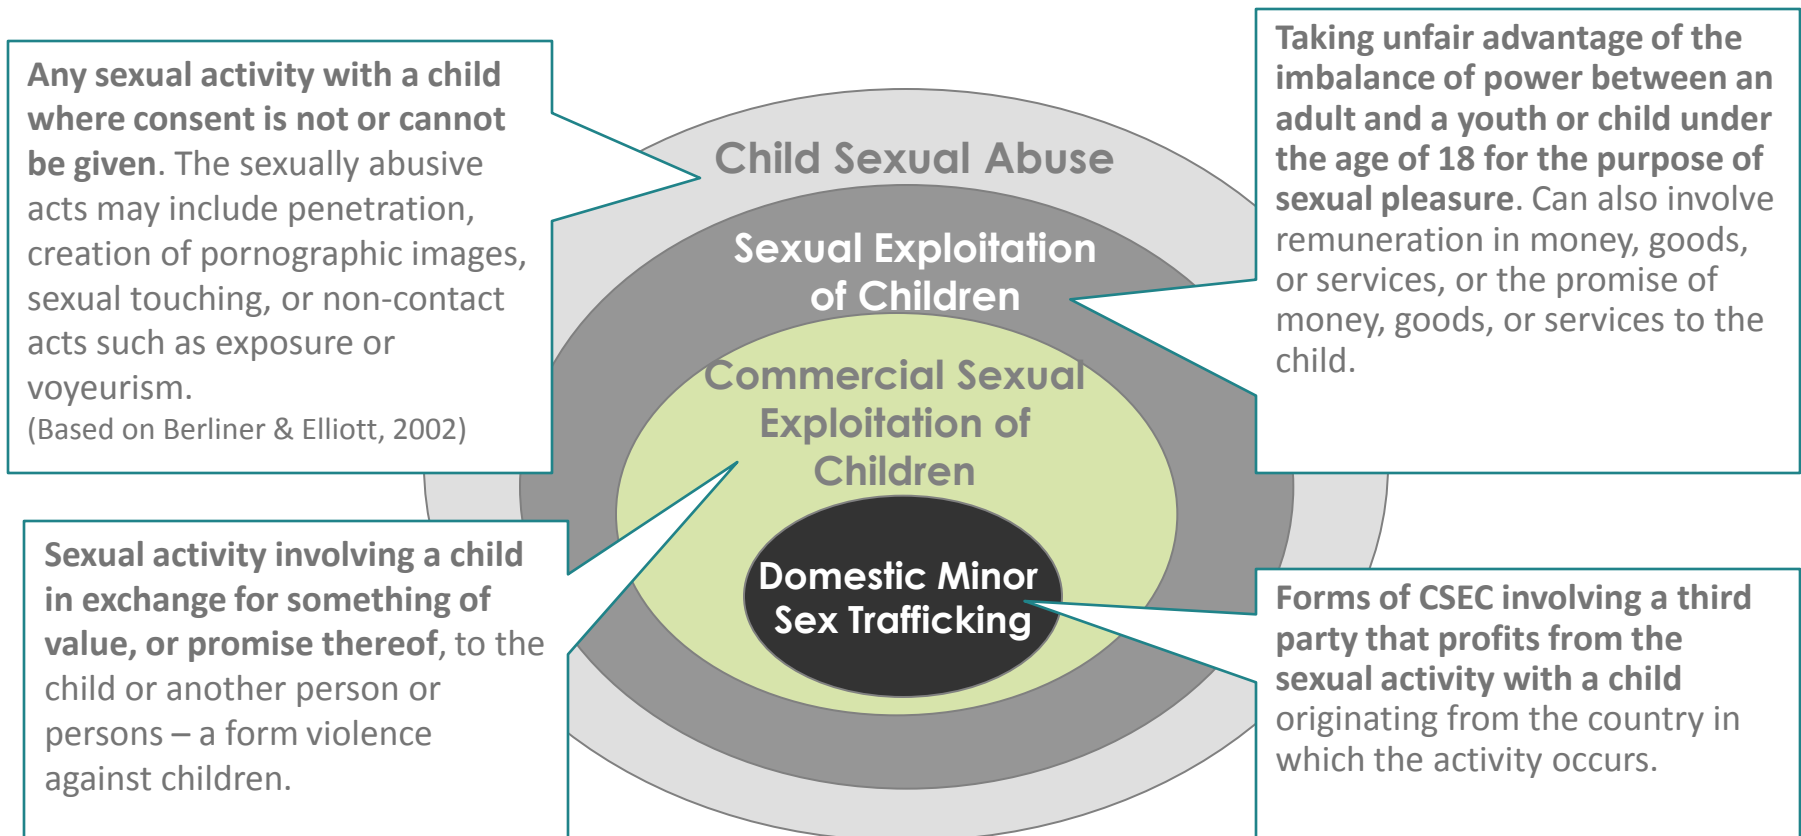 Any sexual activity with a child
where consent is not or cannot
be given. The sexually abusive
acts may include penetration,
creation of pornographic images,
sexual touching, or non-contact
acts such as exposure or
voyeurism.
(Based on Berliner & Elliott, 2002)
Taking unfair advantage of the
imbalance of power between an
adult and a youth or child under
the age of 18 for the purpose of
sexual pleasure. Can also involve
remuneration in money, goods,
or services, or the promise of
money, goods, or services to the
child.
Child Sexual Abuse
Sexual Exploitation
of Children
Commercial Sexual
Exploitation of
Children
Domestic Minor
Sex Trafficking
Sexual activity involving a child
in exchange for something of
value, or promise thereof, to the
child or another person or
persons – a form violence
against children.
Forms of CSEC involving a third
party that profits from the
sexual activity with a child
originating from the country in
which the activity occurs.